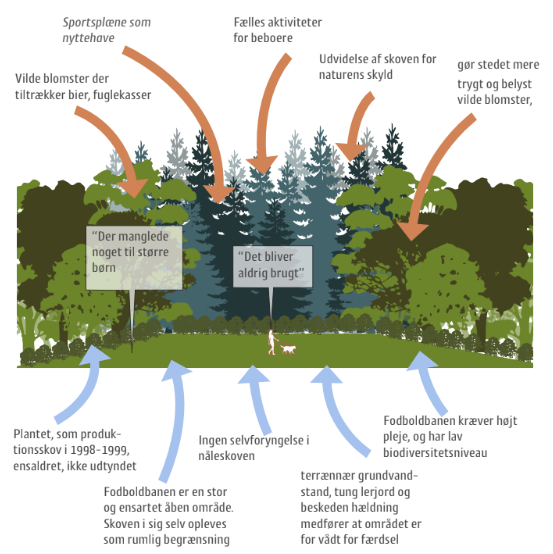 Sportsplæne som
nyttehave
Fælles aktiviteter
for beboere
Udvidelse af skoven for
naturens skyld
gør stedet mere
trygt og belyst
vilde blomster,
Vilde blomster der
tiltrækker bier, fuglekasser
"Der manglede
noget til større
børn
"Det bliver
aldrig brugt"
Plantet, som produk-
tionsskov i 1998-1999,
ensaldret, ikke udtyndet
Fodboldbanen er en stor
og ensartet åben område.
Skoven i sig selv opleves
som rumlig begrænsning
Ingen selvforyngelse i
nåleskoven
terrænnær grundvand-
stand, tung lerjord og
beskeden hældning
medfører at området er
for vådt for færdsel
Fodboldbanen kræver højt
pleje, og har lav
biodiversitetsniveau